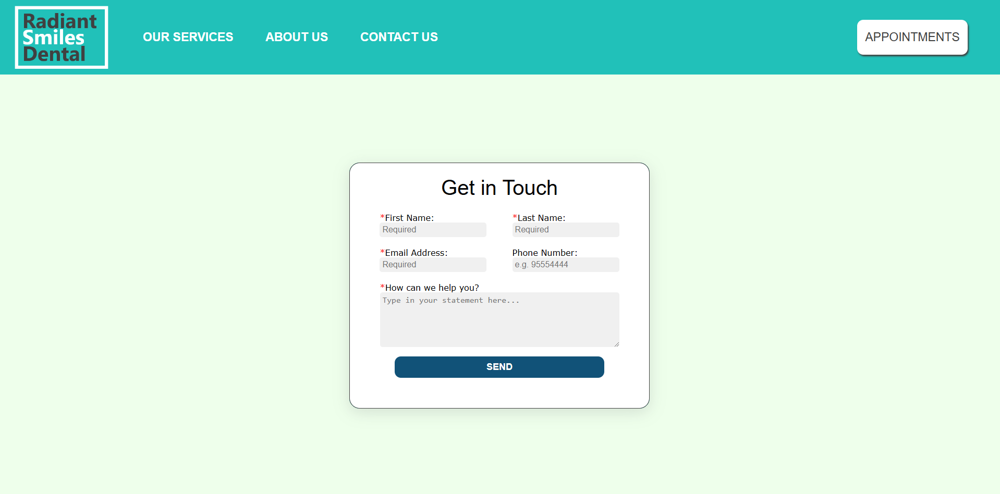 Radiant
Smiles
Dental
OUR SERVICES
ABOUT US
CONTACT US
APPOINTMENTS
Get in Touch
*First Name:
Required
*Last Name:
Required
*Email Address:
Required
Phone Number:
e.g. 95554444
*How can we help you?
Type in your statement here...
SEND